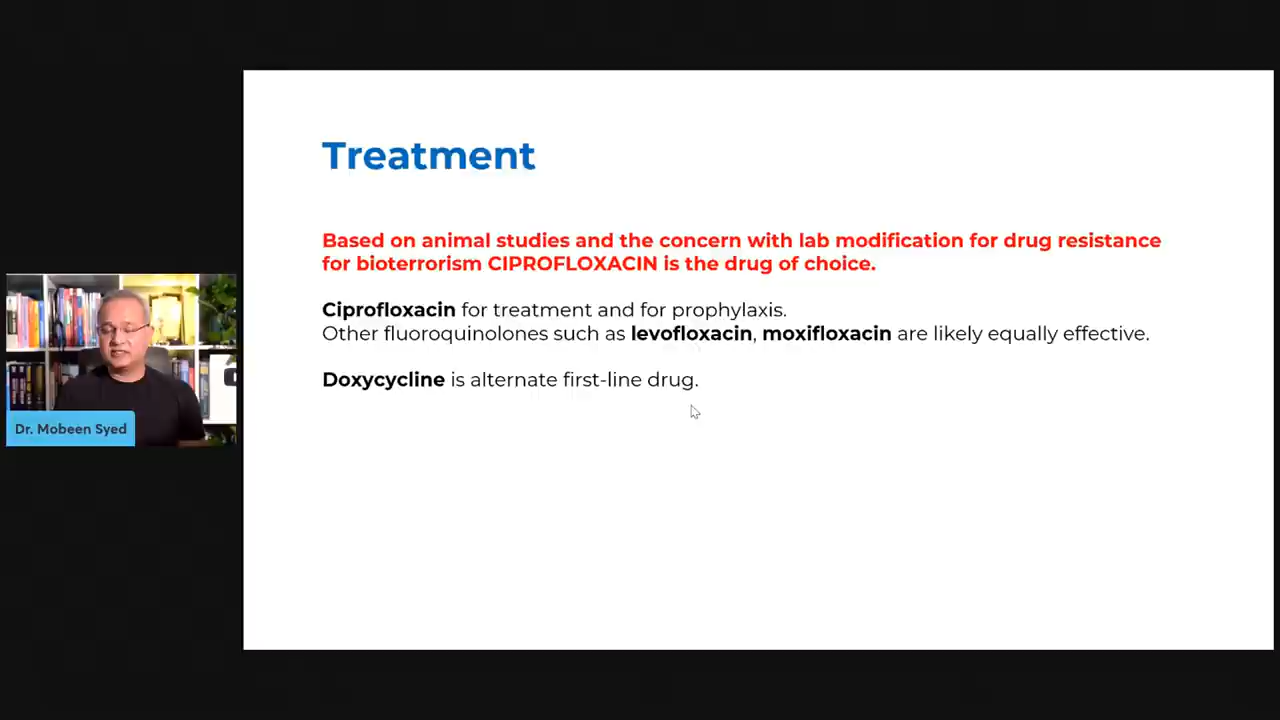 Treatment
Based on animal studies and the concern with lab modification for drug resistance
for bioterrorism CIPROFLOXACIN is the drug of choice.
Ciprofloxacin for treatment and for prophylaxis.
Other fluoroquinolones such as levofloxacin, moxifloxacin are likely equally effective.
Doxycycline is alternate first-line drug.
Dr. Mobeen Syed